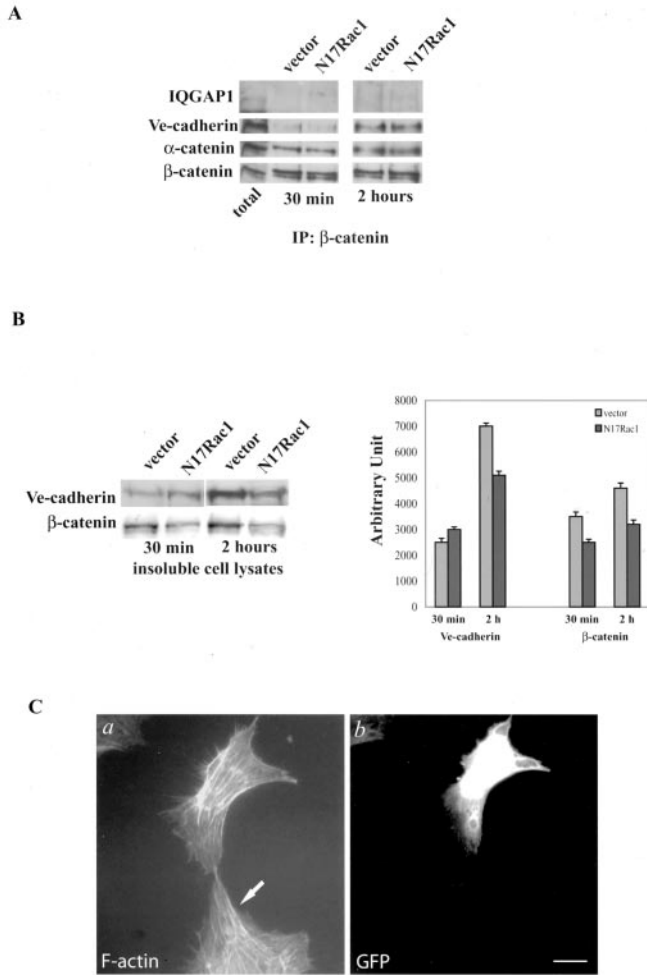 A
vector N17Rac1 vector N17Rac1
IQGAP1
Ve-cadherin
α-catenin
β-catenin
total 30 min 2 hours
IP: β-catenin
B
vector N17Rac1 vector N17Rac1
Ve-cadherin
β-catenin
30 min 2 hours
insoluble cell lysates
Arbitrary Unit
8000
7000
6000
5000
4000
3000
2000
1000
0
vector
N17Rac1
30 min 2 h 30 min 2 h
Ve-cadherin β-catenin
C
a b
F-actin GFP